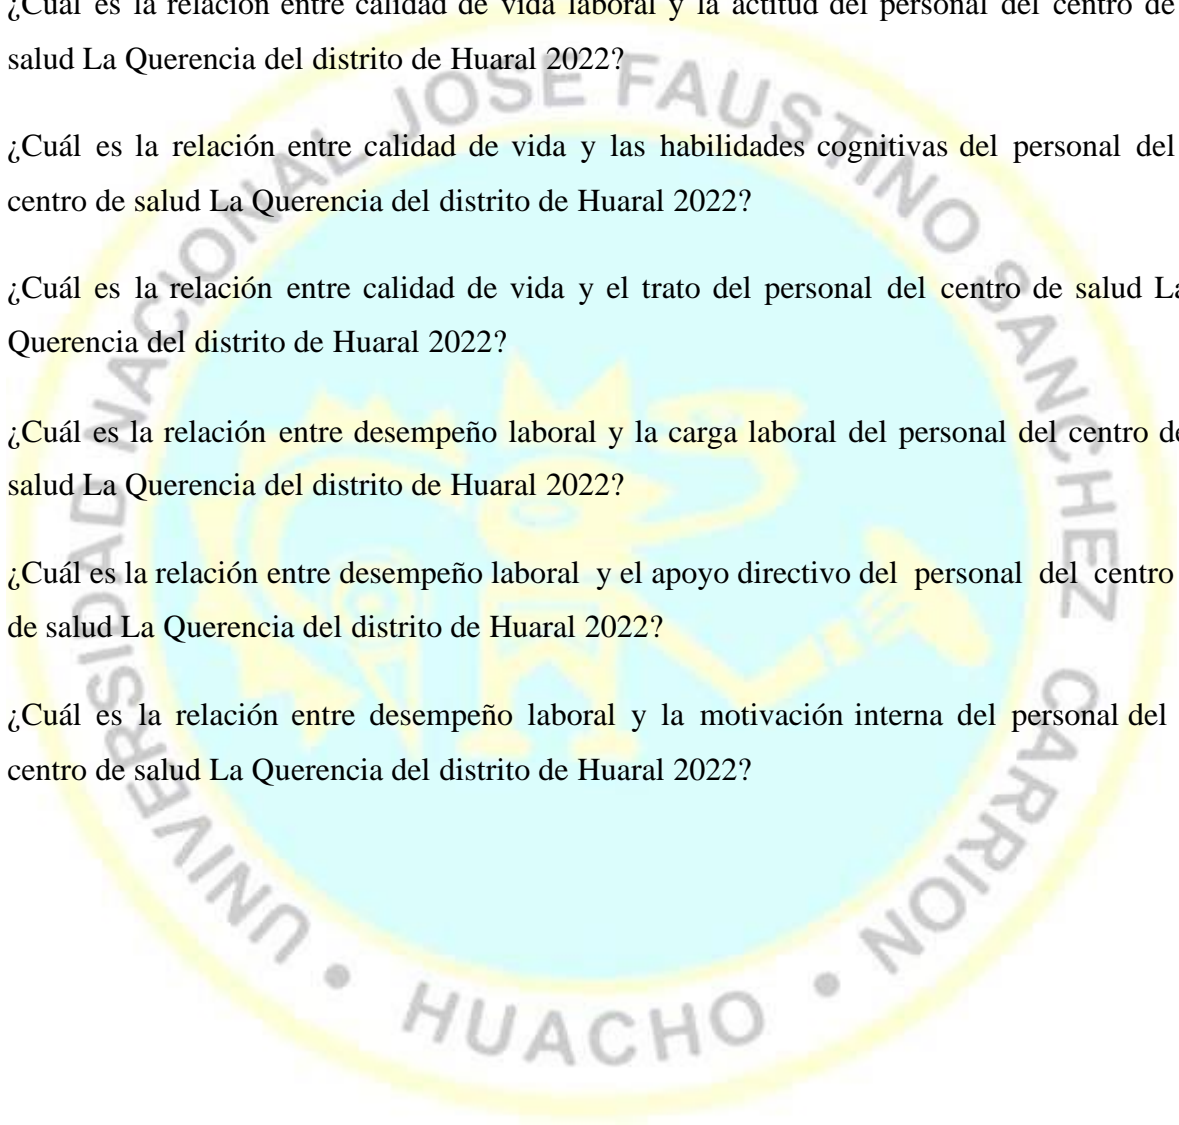 ¿Cuál es la relación entre calidad de vida laboral y la actitud del personal del centro de
salud La Querencia del distrito de Huaral 2022?
¿Cuál es la relación entre calidad de vida y las habilidades cognitivas del personal del
centro de salud La Querencia del distrito de Huaral 2022?
¿Cuál es la relación entre calidad de vida y el trato del personal del centro de salud La
Querencia del distrito de Huaral 2022?
¿Cuál es la relación entre desempeño laboral y la carga laboral del personal del centro de
salud La Querencia del distrito de Huaral 2022?
¿Cuál es la relación entre desempeño laboral y el apoyo directivo del personal del centro
de salud La Querencia del distrito de Huaral 2022?
¿Cuál es la relación entre desempeño laboral y la motivación interna del personal del
centro de salud La Querencia del distrito de Huaral 2022?
UNIVERSIDAD NACIONAL JOSE FAUSTINO SANCHEZ CARRION • HUACHO •